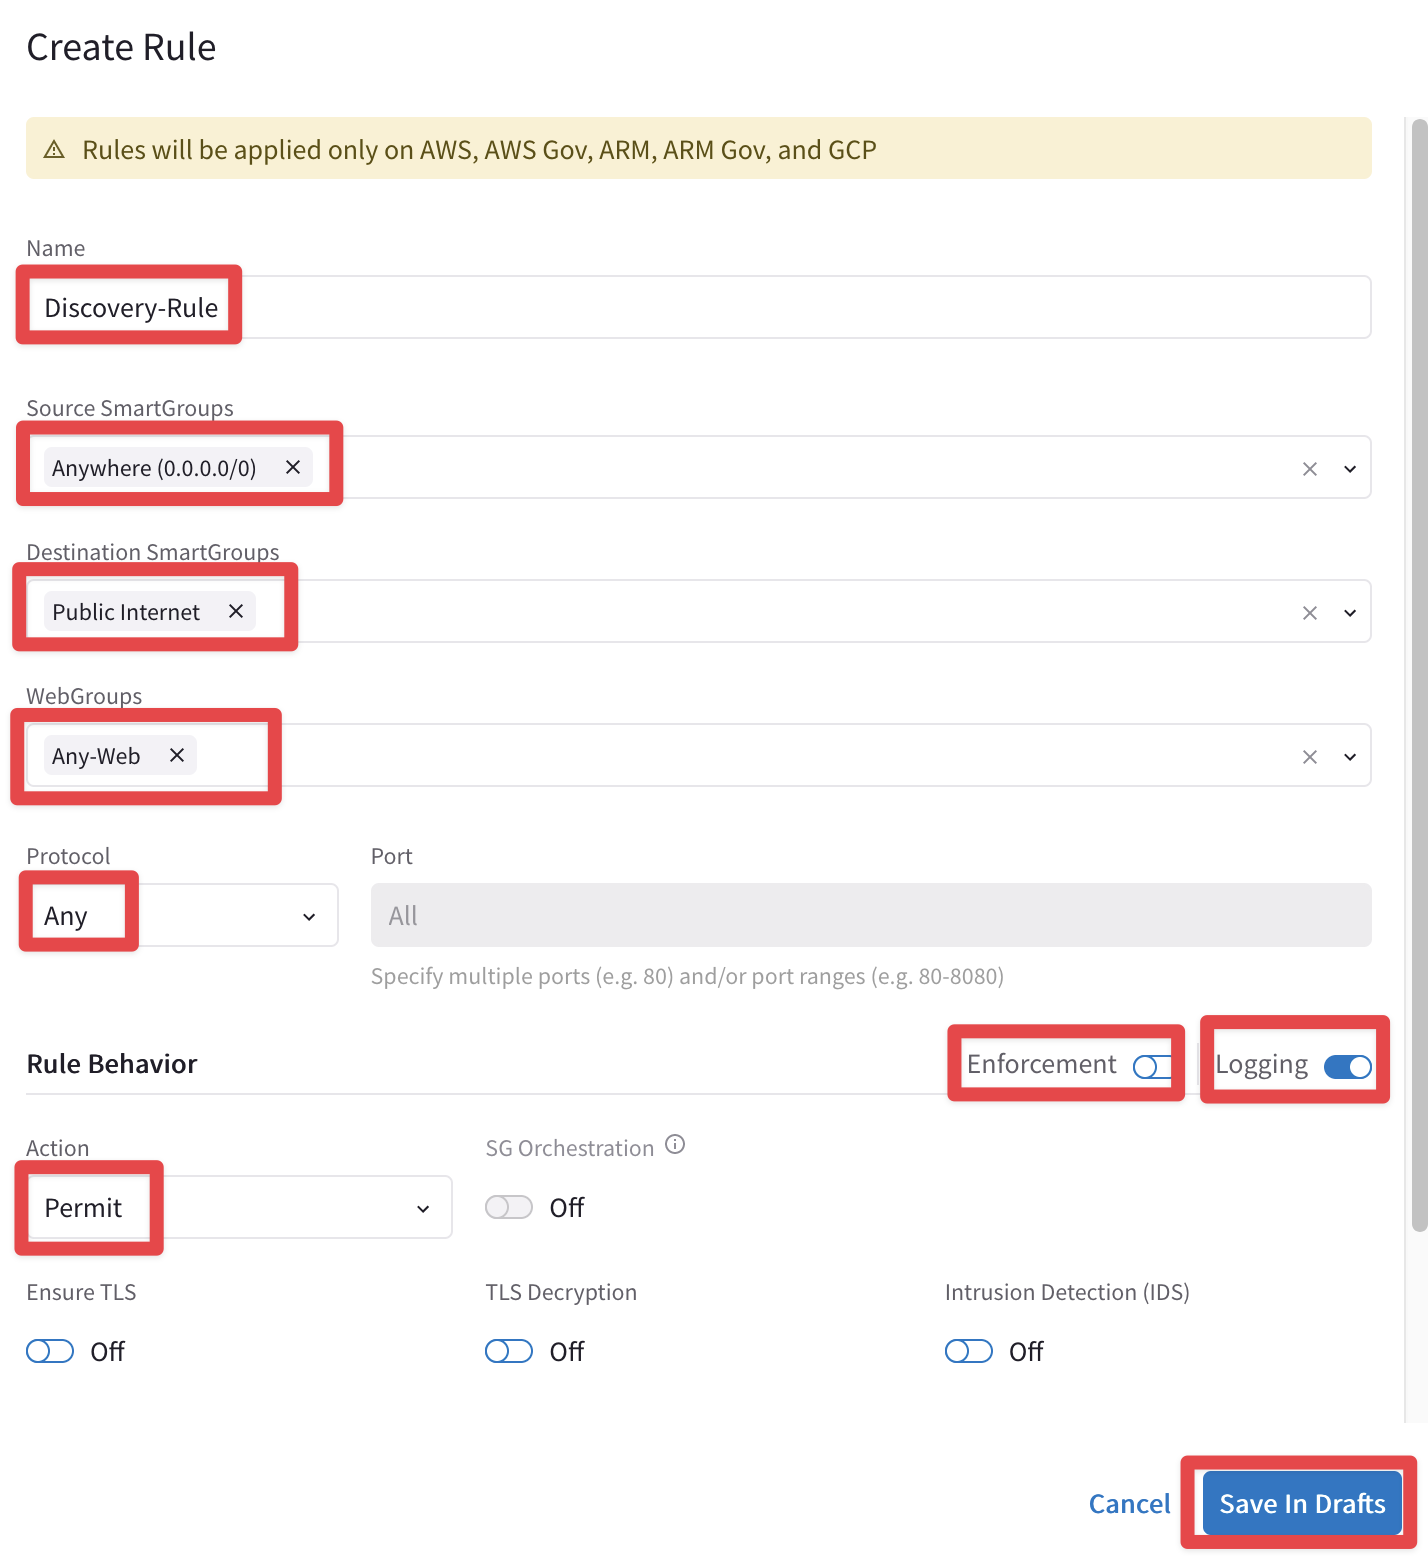 Create Rule
Rules will be applied only on AWS, AWS Gov, ARM, ARM Gov, and GCP
Name
Discovery-Rule
Source SmartGroups
Anywhere (0.0.0.0/0)
Destination SmartGroups
Public Internet
WebGroups
Any-Web
Protocol
Port
Any
All
Specify multiple ports (e.g. 80) and/or port ranges (e.g. 80-8080)
Rule Behavior
Enforcement
Logging
Action
SG Orchestration
Permit
Off
Ensure TLS
TLS Decryption
Intrusion Detection (IDS)
Off
Off
Off
Cancel
Save In Drafts